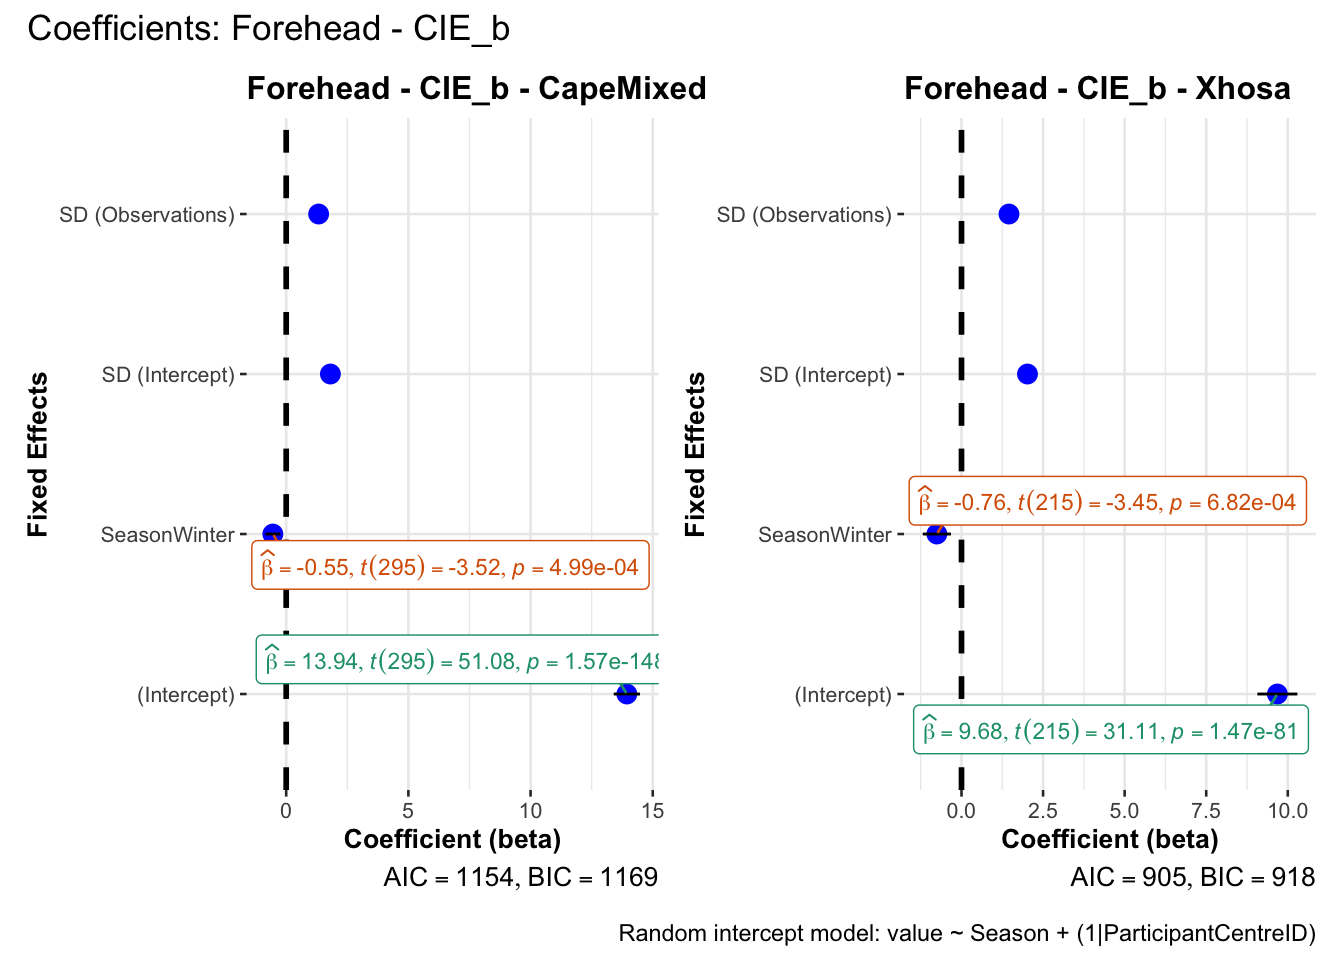 Coefficients: Forehead - CIE_b
Forehead - CIE_b - CapeMixed
Fixed Effects
SD (Observations)
SD (Intercept)
SeasonWinter
(Intercept)
β̂ = -0.55, t(295) = -3.52, p = 4.99e-04
β̂ = 13.94, t(295) = 51.08, p = 1.57e-148
0 5 10 15
Coefficient (beta)
AIC = 1154, BIC = 1169
Forehead - CIE_b - Xhosa
Fixed Effects
SD (Observations)
SD (Intercept)
SeasonWinter
(Intercept)
β̂ = -0.76, t(215) = -3.45, p = 6.82e-04
β̂ = 9.68, t(215) = 31.11, p = 1.47e-81
0.0 2.5 5.0 7.5 10.0
Coefficient (beta)
AIC = 905, BIC = 918
Random intercept model: value ~ Season + (1|ParticipantCentreID)